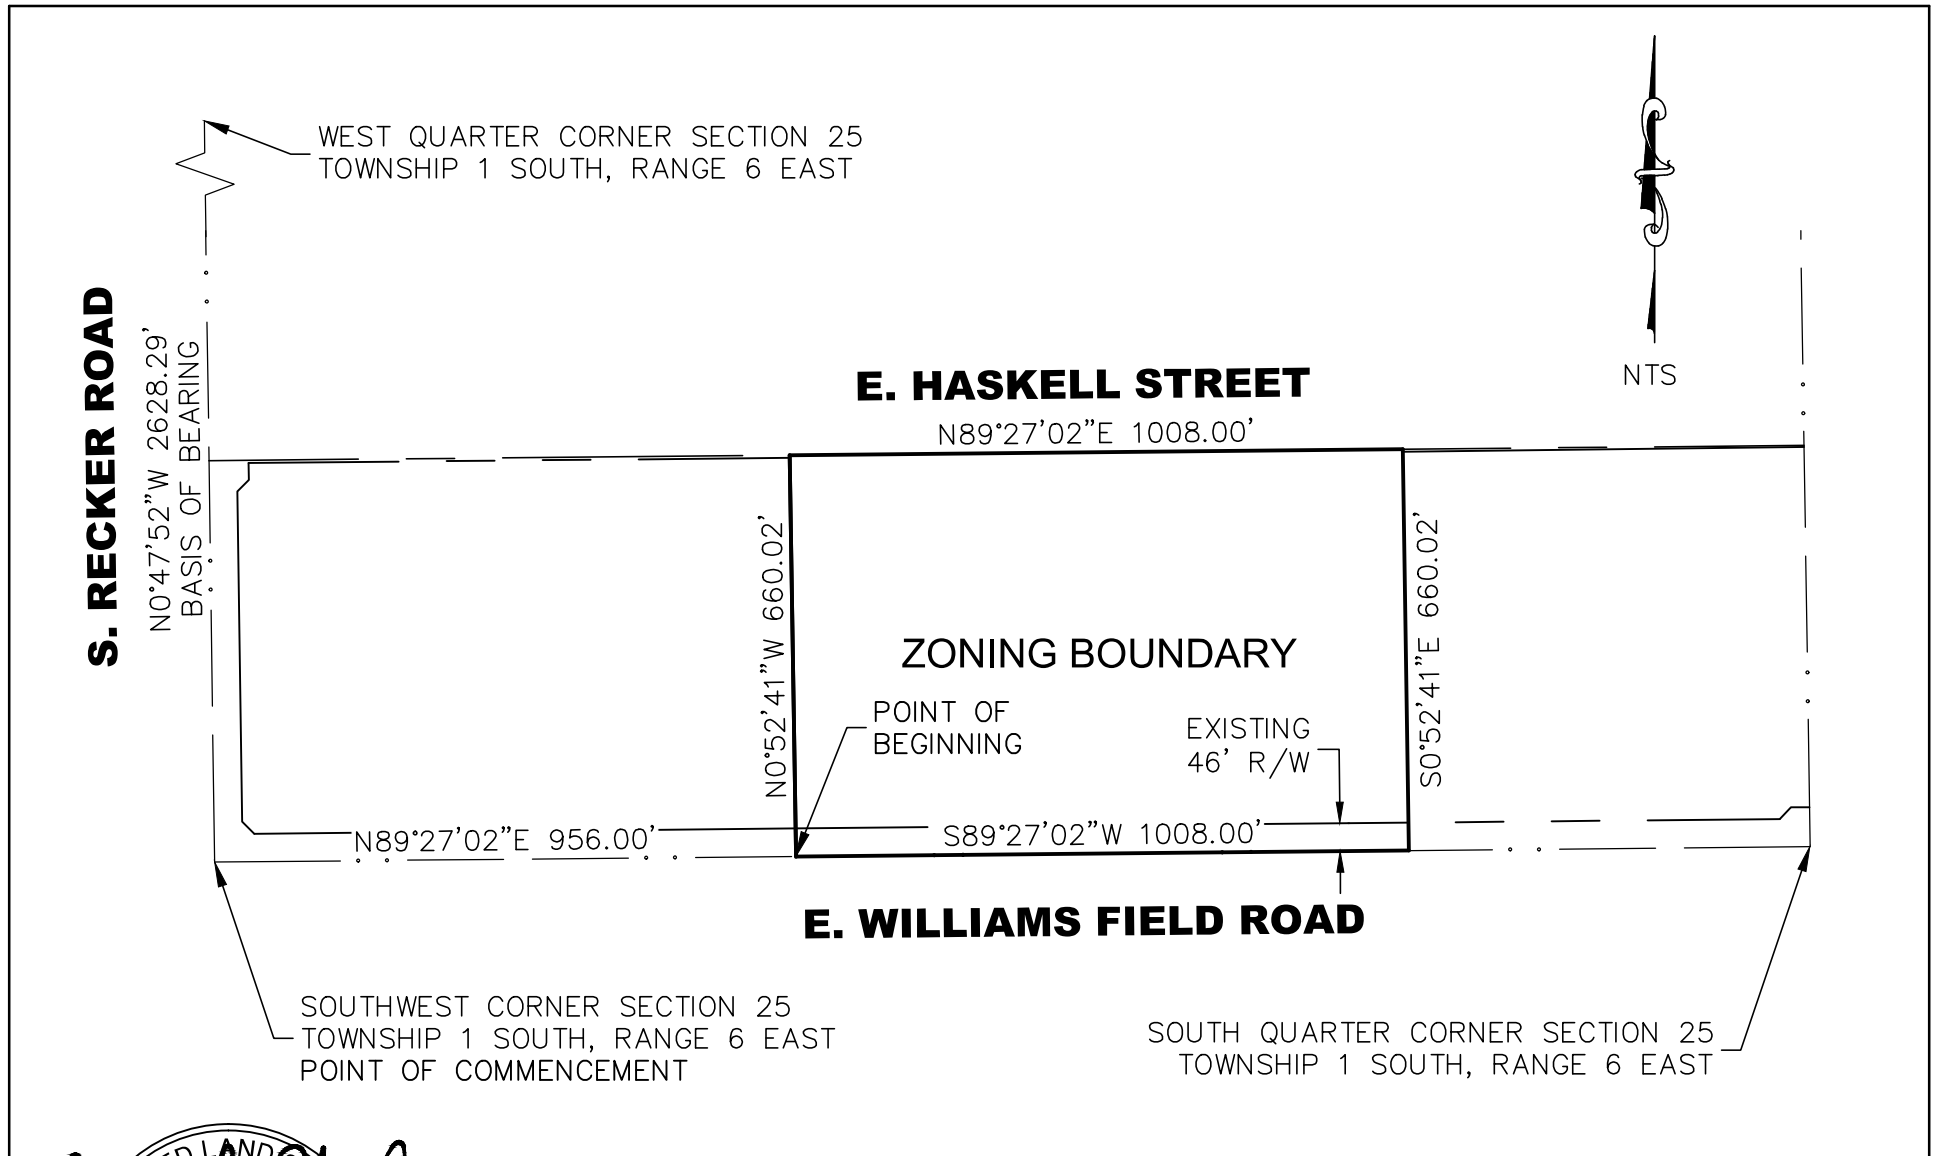 WEST QUARTER CORNER SECTION 25
TOWNSHIP 1 SOUTH, RANGE 6 EAST
NTS
S. RECKER ROAD
N0°47'52"W 2628.29'
BASIS OF BEARING
E. HASKELL STREET
N89°27'02"E 1008.00'
N0°52'41"W 660.02'
S0°52'41"E 660.02'
ZONING BOUNDARY
POINT OF
BEGINNING
EXISTING
46' R/W
N89°27'02"E 956.00'
S89°27'02"W 1008.00'
E. WILLIAMS FIELD ROAD
SOUTHWEST CORNER SECTION 25
TOWNSHIP 1 SOUTH, RANGE 6 EAST
POINT OF COMMENCEMENT
SOUTH QUARTER CORNER SECTION 25
TOWNSHIP 1 SOUTH, RANGE 6 EAST
LAND